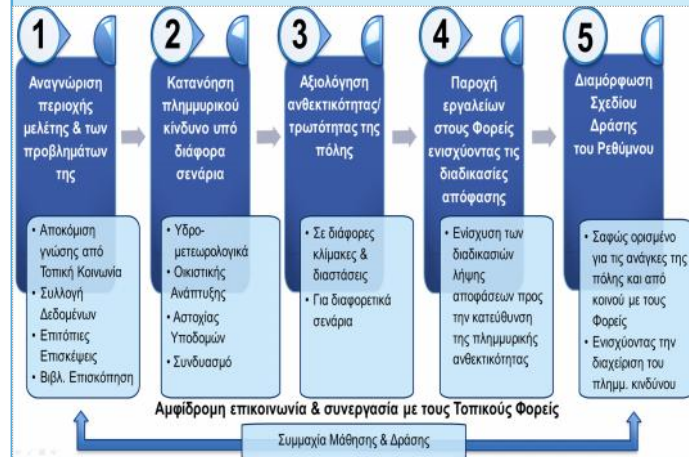 1
Αναγνώριση
περιοχής
μελέτης & των
προβλημάτων
της
• Αποκόμιση
γνώσης από
Τοπική Κοινωνία
• Συλλογή
Δεδομένων
• Επιτόπιες
Επισκέψεις
• Βιβλ. Επισκόπηση
2
Κατανόηση
πλημμυρικού
κίνδυνο υπό
διάφορα
σενάρια
• Υδρο-
μετεωρολογικά
• Οικιστικής
Ανάπτυξης
• Αστοχίας
Υποδομών
• Συνδυασμό
3
Αξιολόγηση
ανθεκτικότητας/
τρωτότητας της
πόλης
• Σε διάφορες
κλίμακες &
διαστάσεις
• Για διαφορετικά
σενάρια
4
Παροχή
εργαλείων
στους Φορείς
ενισχύοντας τις
διαδικασίες
απόφασης
• Ενίσχυση των
διαδικασιών
λήψης
αποφάσεων προς
την κατεύθυνση
της πλημμυρικής
ανθεκτικότητας
5
Διαμόρφωση
Σχεδίου
Δράσης
του Ρεθύμνου
• Σαφώς ορισμένο
για τις ανάγκες της
πόλης και από
κοινού με τους
Φορείς
• Ενισχύοντας την
διαχείριση του
πλημμ. κινδύνου
Αμφίδρομη επικοινωνία & συνεργασία με τους Τοπικούς Φορείς
Συμμαχία Μάθησης & Δράσης